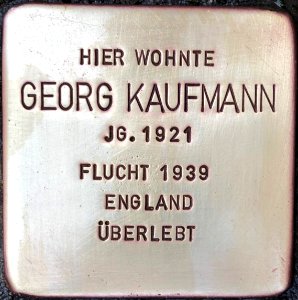 HIER WOHNTE
GEORG KAUFMANN
JG. 1921
FLUCHT 1939
ENGLAND
ÜBERLEBT